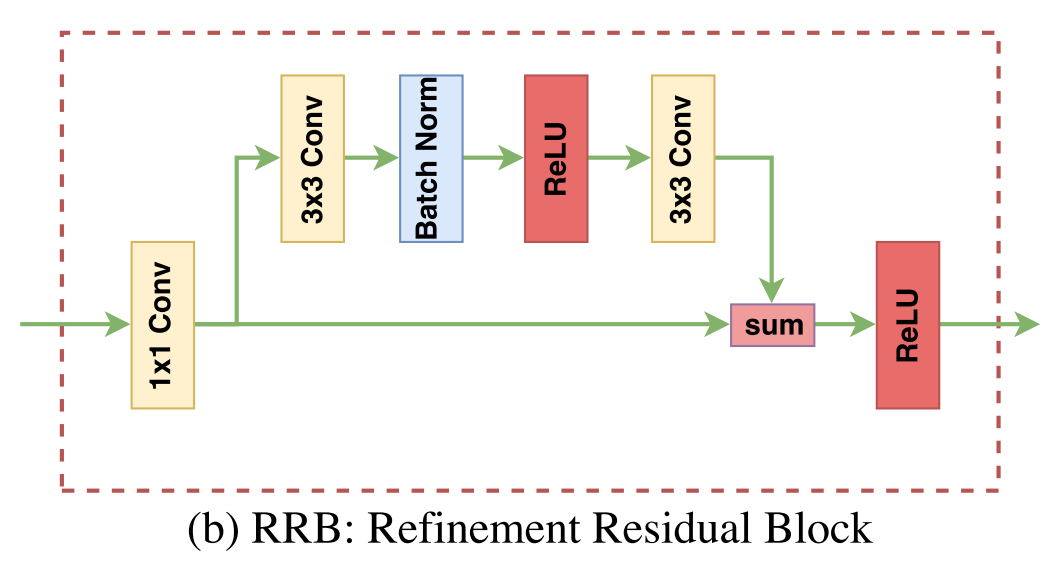 3x3 Conv
Batch Norm
ReLU
3x3 Conv
1x1 Conv
sum
ReLU
(b) RRB: Refinement Residual Block